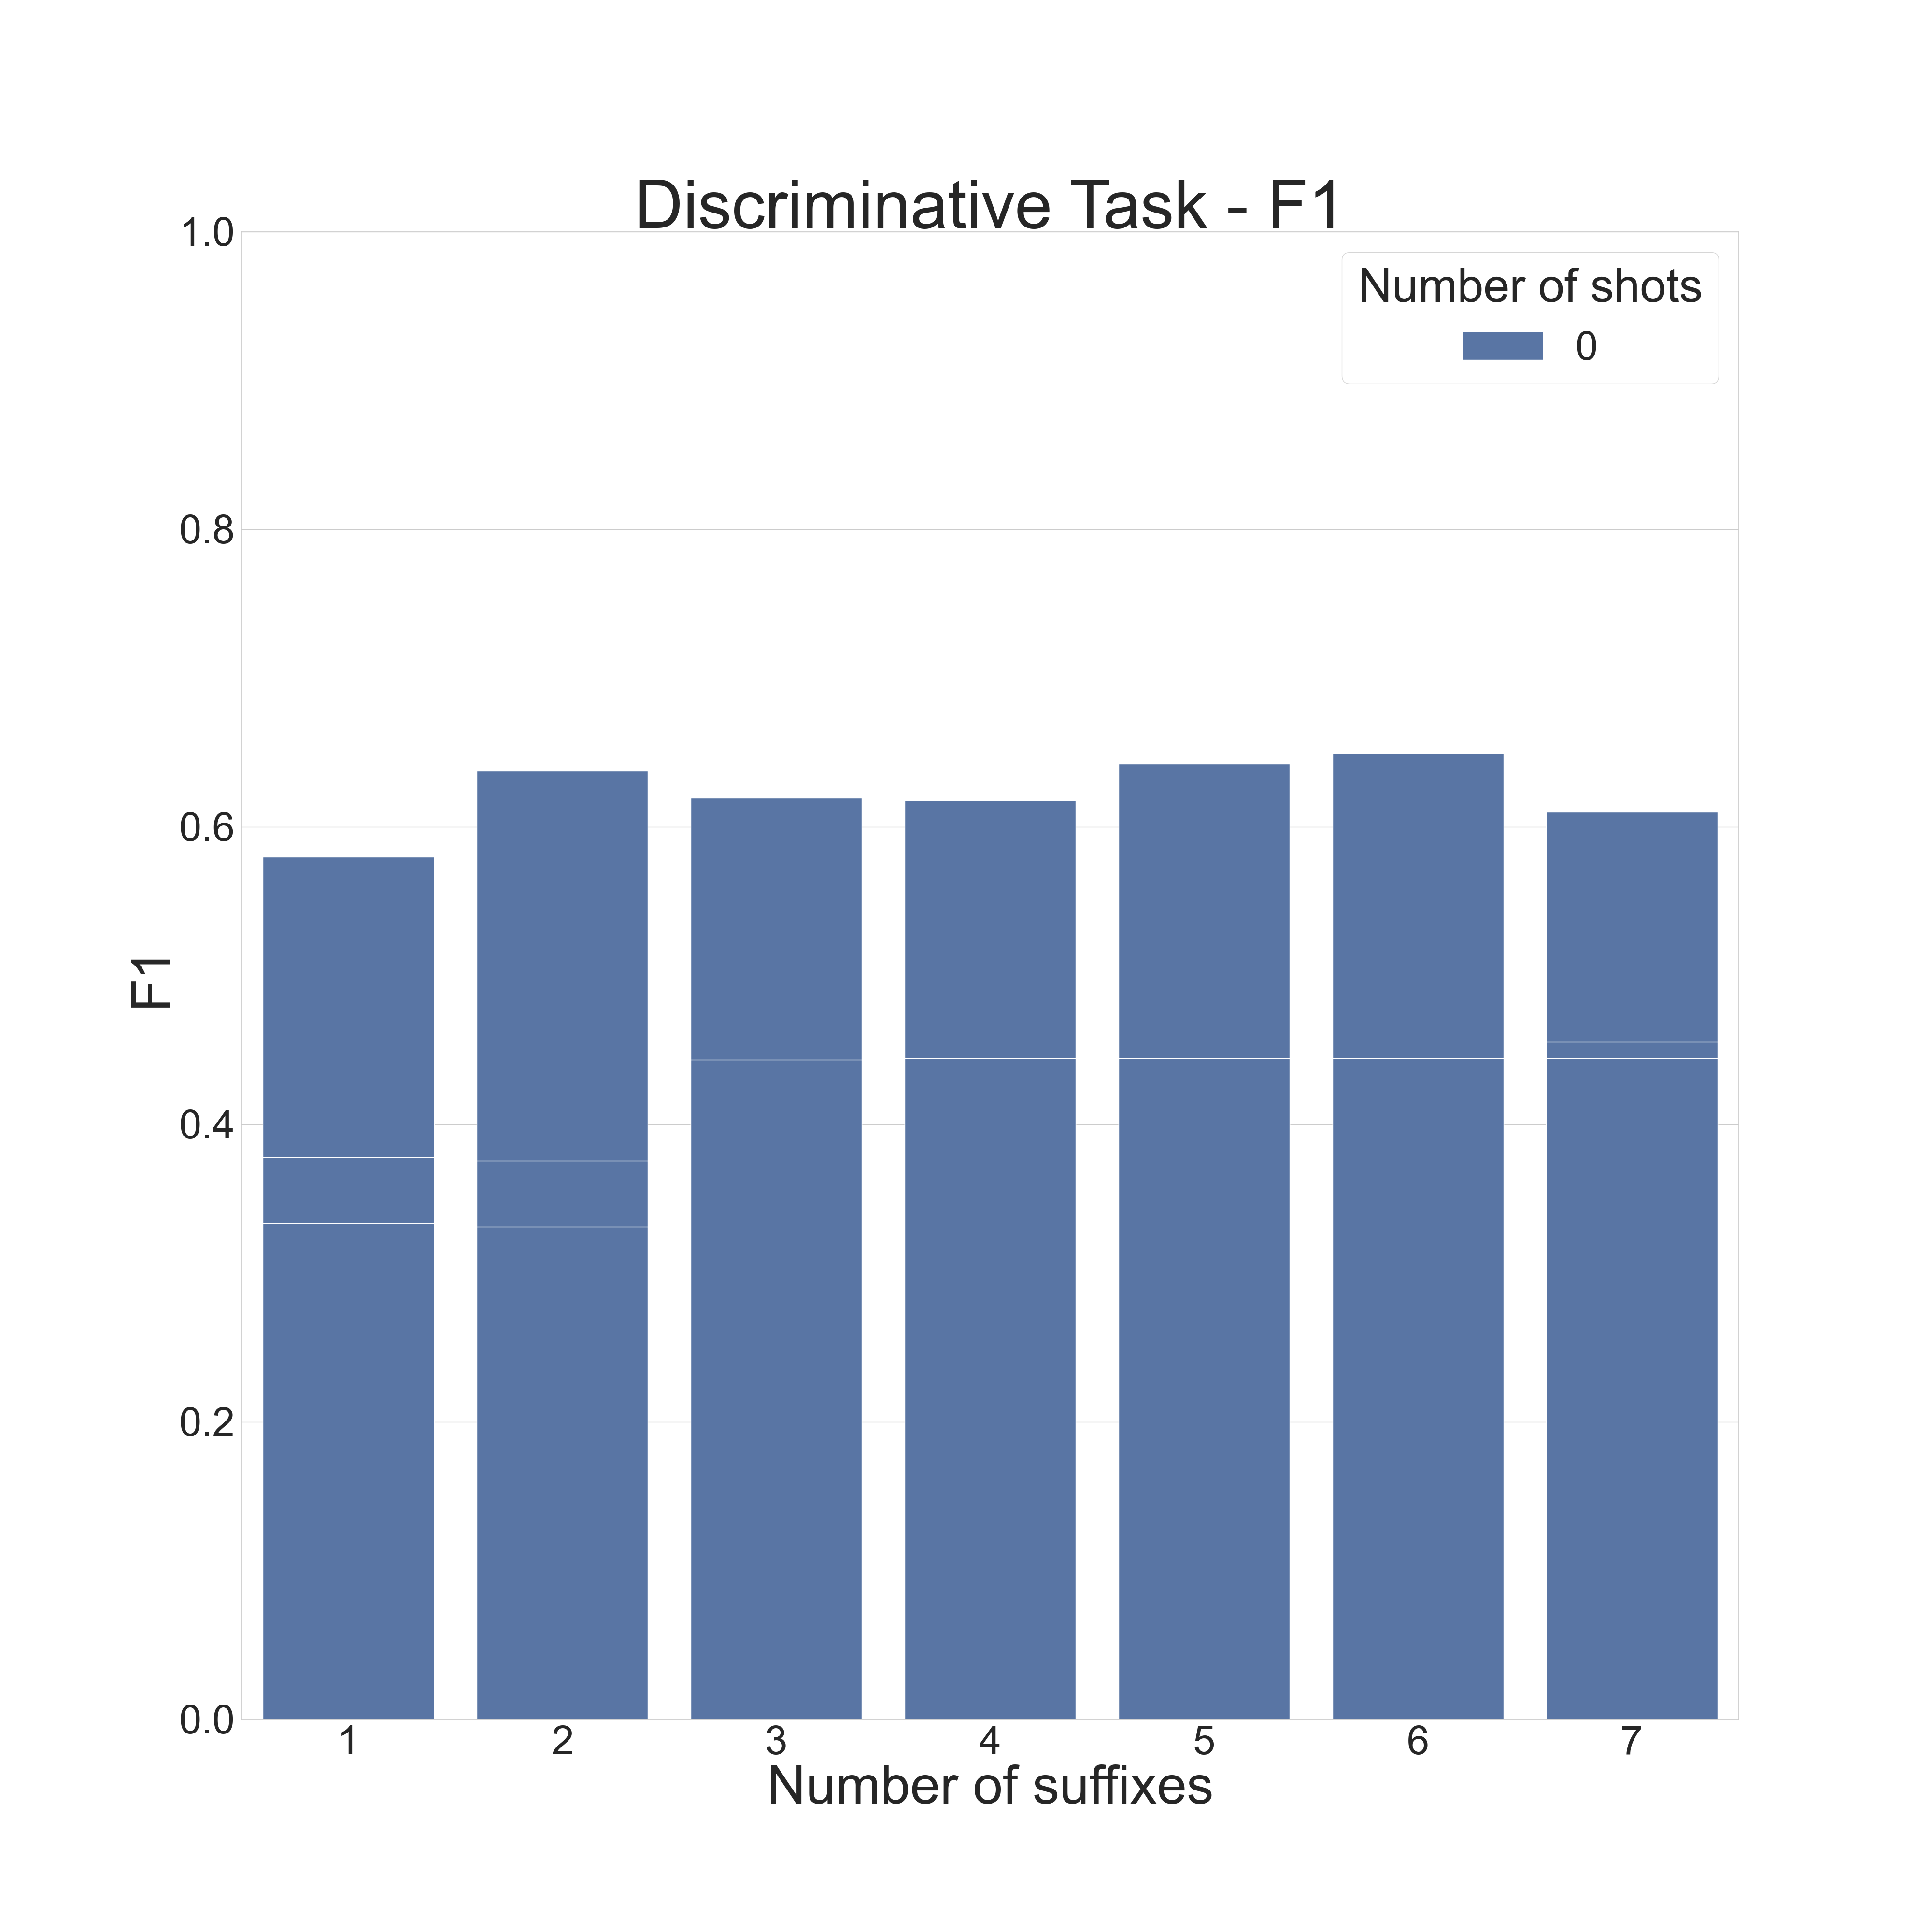 Discriminative Task - F1
Number of shots
0
F1
1.0
0.8
0.6
0.4
0.2
0.0
1 2 3 4 5 6 7
Number of suffixes